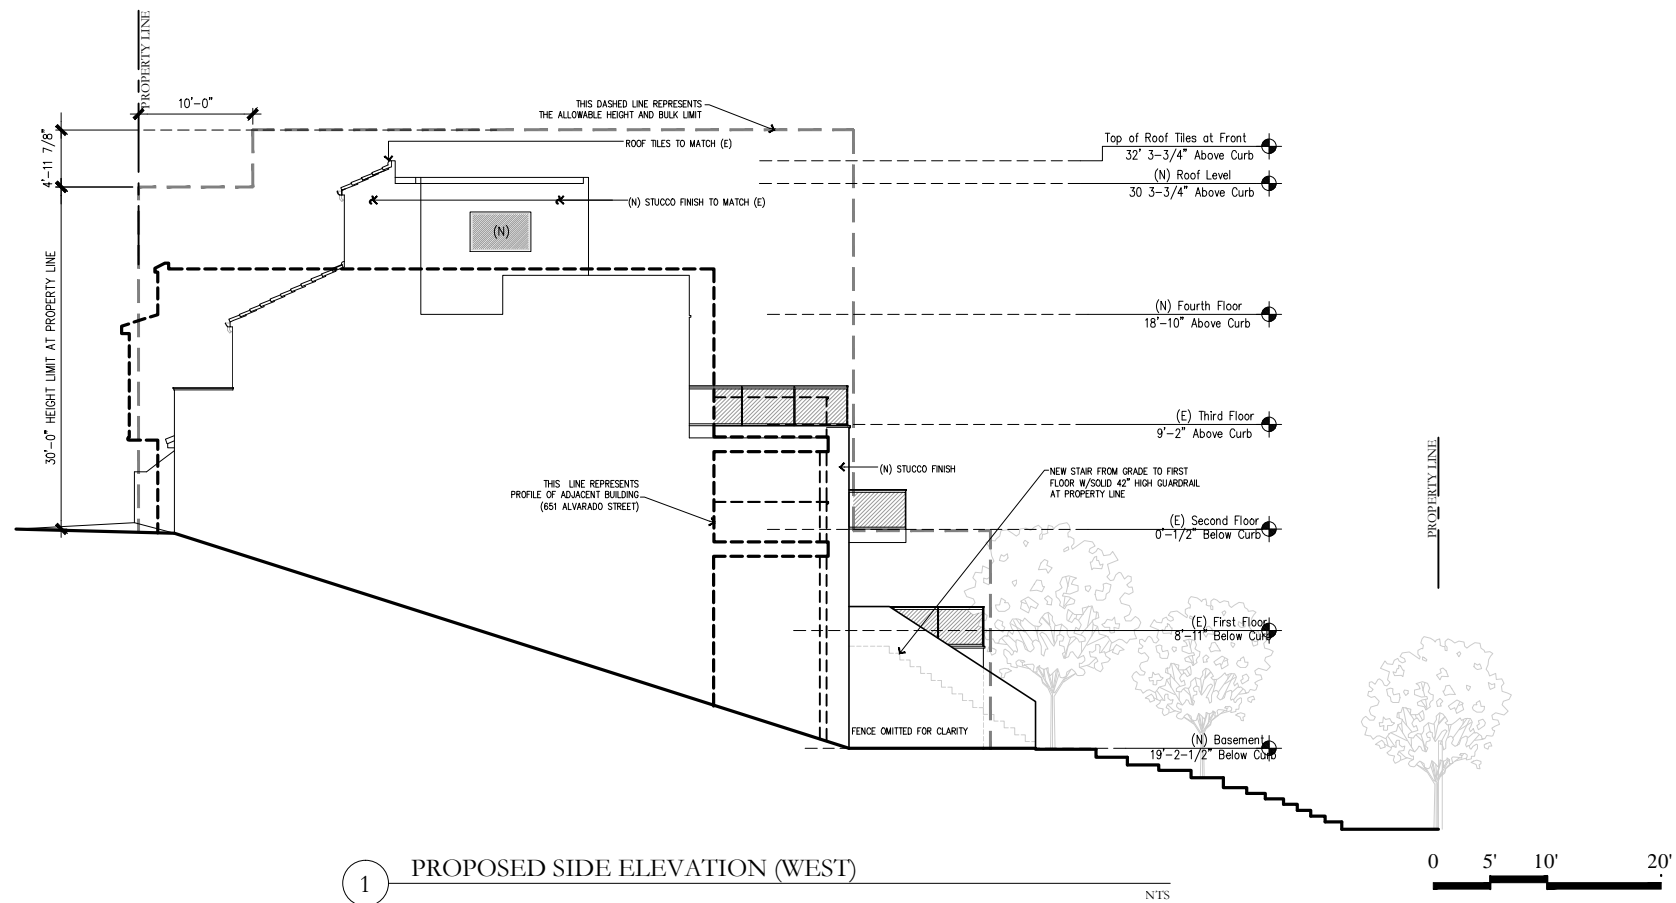 PROPERTY LINE
10'-0"
4'-11 7/8"
THIS DASHED LINE REPRESENTS
THE ALLOWABLE HEIGHT AND BULK LIMIT
ROOF TILES TO MATCH (E)
Top of Roof Tiles at Front
32' 3-3/4" Above Curb
(N) Roof Level
30 3-3/4" Above Curb
(N) STUCCO FINISH TO MATCH (E)
(N)
30'-0" HEIGHT LIMIT AT PROPERTY LINE
(N) Fourth Floor
18'-10" Above Curb
(E) Third Floor
9'-2" Above Curb
(N) STUCCO FINISH
NEW STAIR FROM GRADE TO FIRST
FLOOR W/SOLID 42" HIGH GUARDRAIL
AT PROPERTY LINE
THIS LINE REPRESENTS
PROFILE OF ADJACENT BUILDING
(651 ALVARADO STREET)
PROPERTY LINE
(E) Second Floor
0'-1/2" Below Curb
(E) First Floor
8'-11" Below Curb
FENCE OMITTED FOR CLARITY
(N) Basement
19'-2-1/2" Below Curb
1
PROPOSED SIDE ELEVATION (WEST)
NTS
0 5' 10' 20'